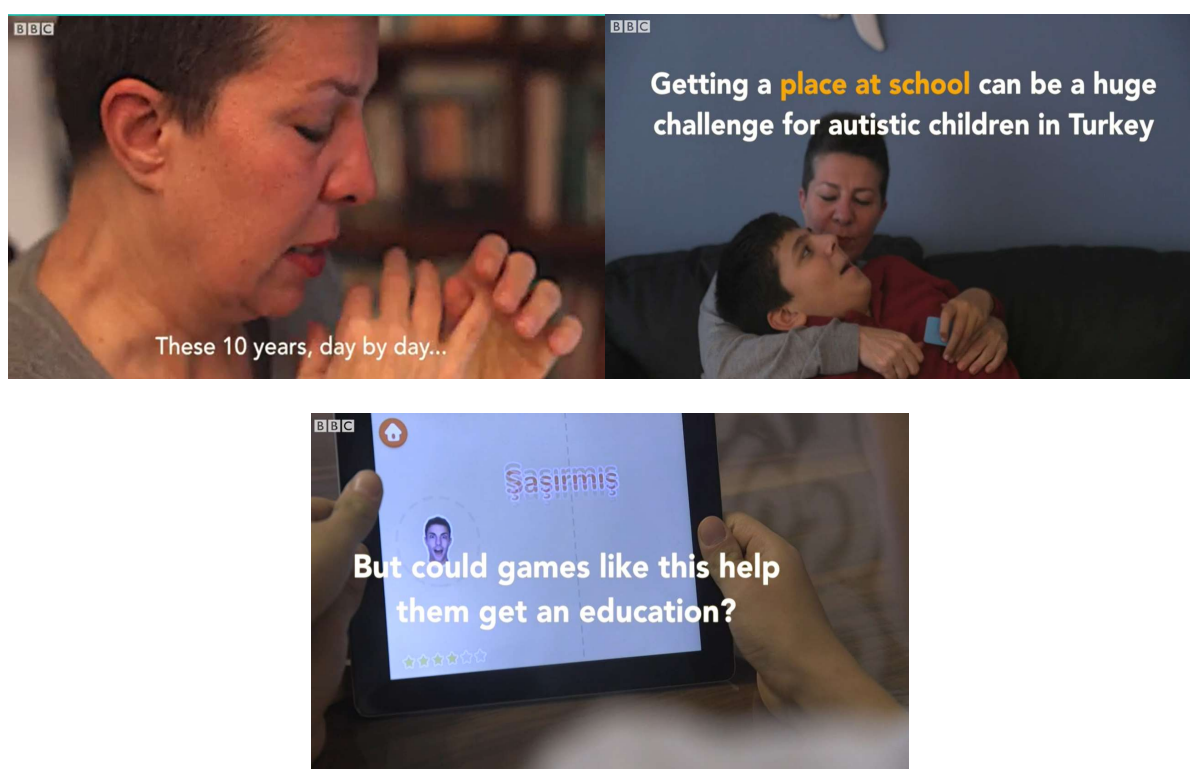 BBC
These 10 years, day by day...
BBC
Getting a place at school can be a huge
challenge for autistic children in Turkey
BBC
Şaşırmış
But could games like this help
them get an education?